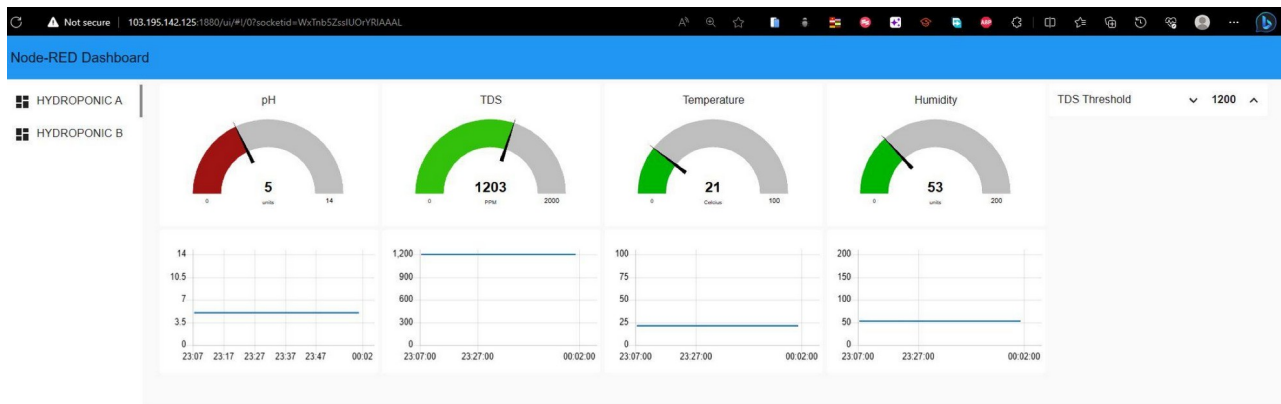 Not secure 103.195.142.125:1880/ui/#!/0?socketid=WxTnb5ZssIUOrYRIAAAL
Node-RED Dashboard
HYDROPONIC A
HYDROPONIC B
pH
5
units
0
14
TDS
1203
PPM
0
2000
Temperature
21
Celcius
0
100
Humidity
53
units
0
200
TDS Threshold 1200
14
10.5
7
3.5
0
23:07 23:17 23:27 23:37 23:47 00:02
1,200
900
600
300
0
23:07:00 23:27:00 00:02:00
100
75
50
25
0
23:07:00 23:27:00 00:02:00
200
150
100
50
0
23:07:00 23:27:00 00:02:00